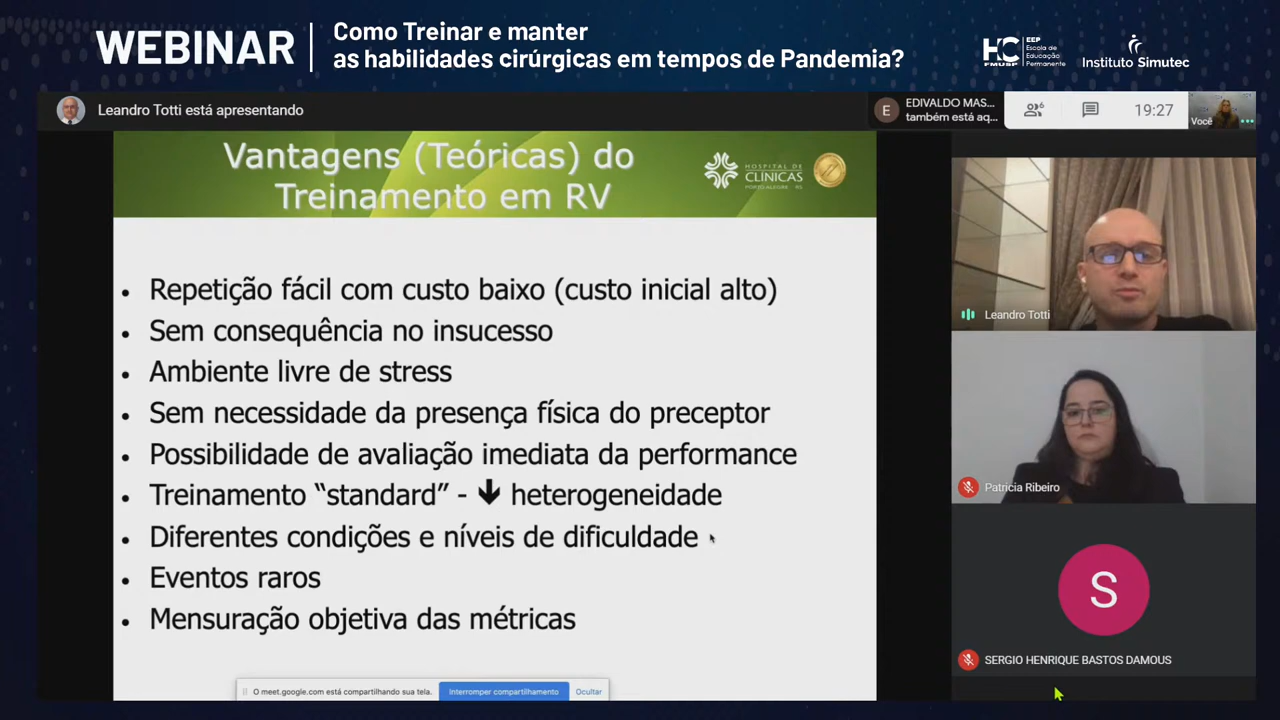 WEBINAR
Como Treinar e manter
as habilidades cirúrgicas em tempos de Pandemia?
HC
FMUSP
EEP
Escola de
Educação
Permanente
Instituto Simutec
Leandro Totti está apresentando
E
EDIVALDO MAS...
também está aq...
6
19:27
Você
Vantagens (Teóricas) do
Treinamento em RV
HOSPITAL DE
CLÍNICAS
PORTO ALEGRE RS
• Repetição fácil com custo baixo (custo inicial alto)
• Sem consequência no insucesso
• Ambiente livre de stress
• Sem necessidade da presença física do preceptor
• Possibilidade de avaliação imediata da performance
• Treinamento “standard” - 🡫 heterogeneidade
• Diferentes condições e níveis de dificuldade
• Eventos raros
• Mensuração objetiva das métricas
Leandro Totti
Patricia Ribeiro
S
SERGIO HENRIQUE BASTOS DAMOUS
O meet.google.com está compartilhando sua tela.
Interromper compartilhamento
Ocultar